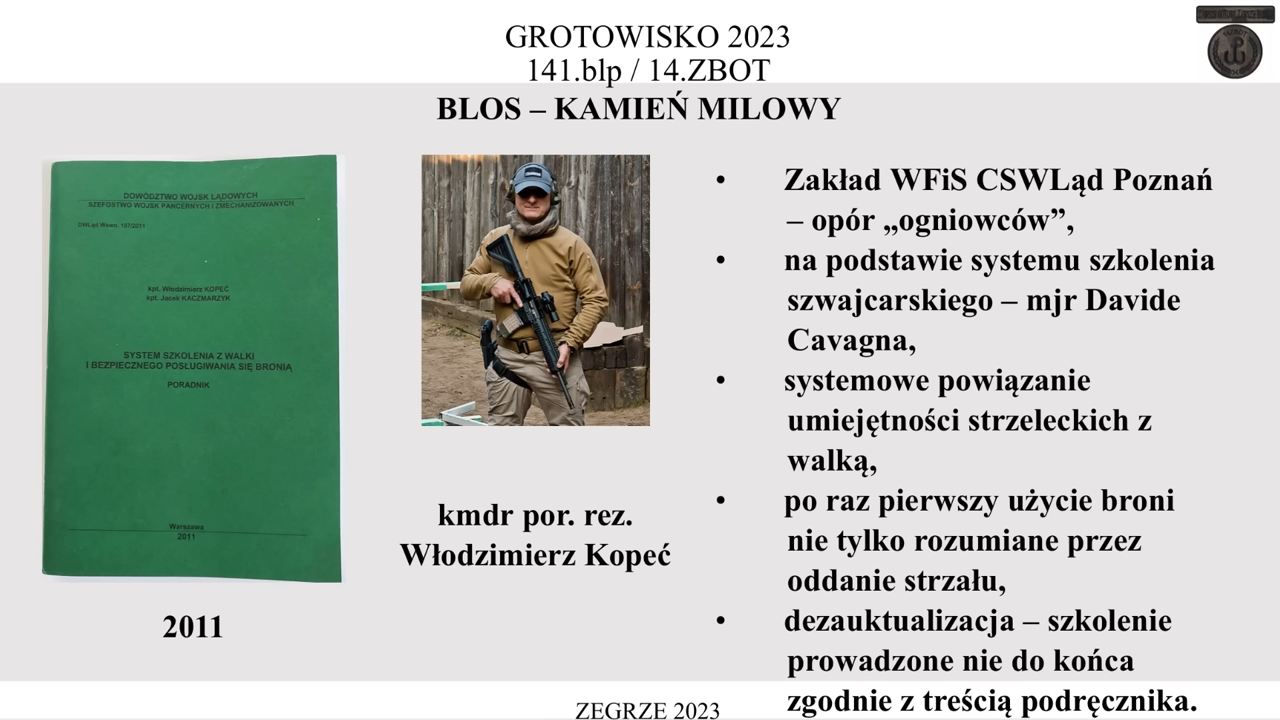 GROTOWISKO 2023
141.blp / 14.ZBOT
BLOS – KAMIEŃ MILOWY
DOWÓDZTWO WOJSK LĄDOWYCH
SZEFOSTWO WOJSK PANCERNYCH I ZMECHANIZOWANYCH
DWLąd Wewn. 187/2011
kpt. Włodzimierz KOPEĆ
kpt. Jacek KACZMARZYK
SYSTEM SZKOLENIA Z WALKI
I BEZPIECZNEGO POSŁUGIWANIA SIĘ BRONIĄ
PORADNIK
Warszawa
2011
2011
kmdr por. rez.
Włodzimierz Kopeć
• Zakład WFiS CSWLąd Poznań
– opór „ogniowców”,
• na podstawie systemu szkolenia
szwajcarskiego – mjr Davide
Cavagna,
• systemowe powiązanie
umiejętności strzeleckich z
walką,
• po raz pierwszy użycie broni
nie tylko rozumiane przez
oddanie strzału,
• dezauktualizacja – szkolenie
prowadzone nie do końca
zgodnie z treścią podręcznika.
ZEGRZE 2023